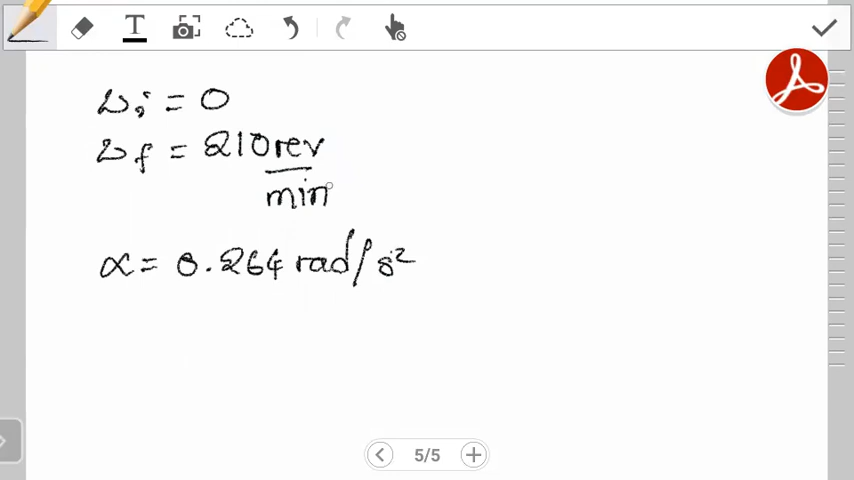 T
ωi = 0
ωf = 210 rev
min
α = 0.264 rad/s²
5/5